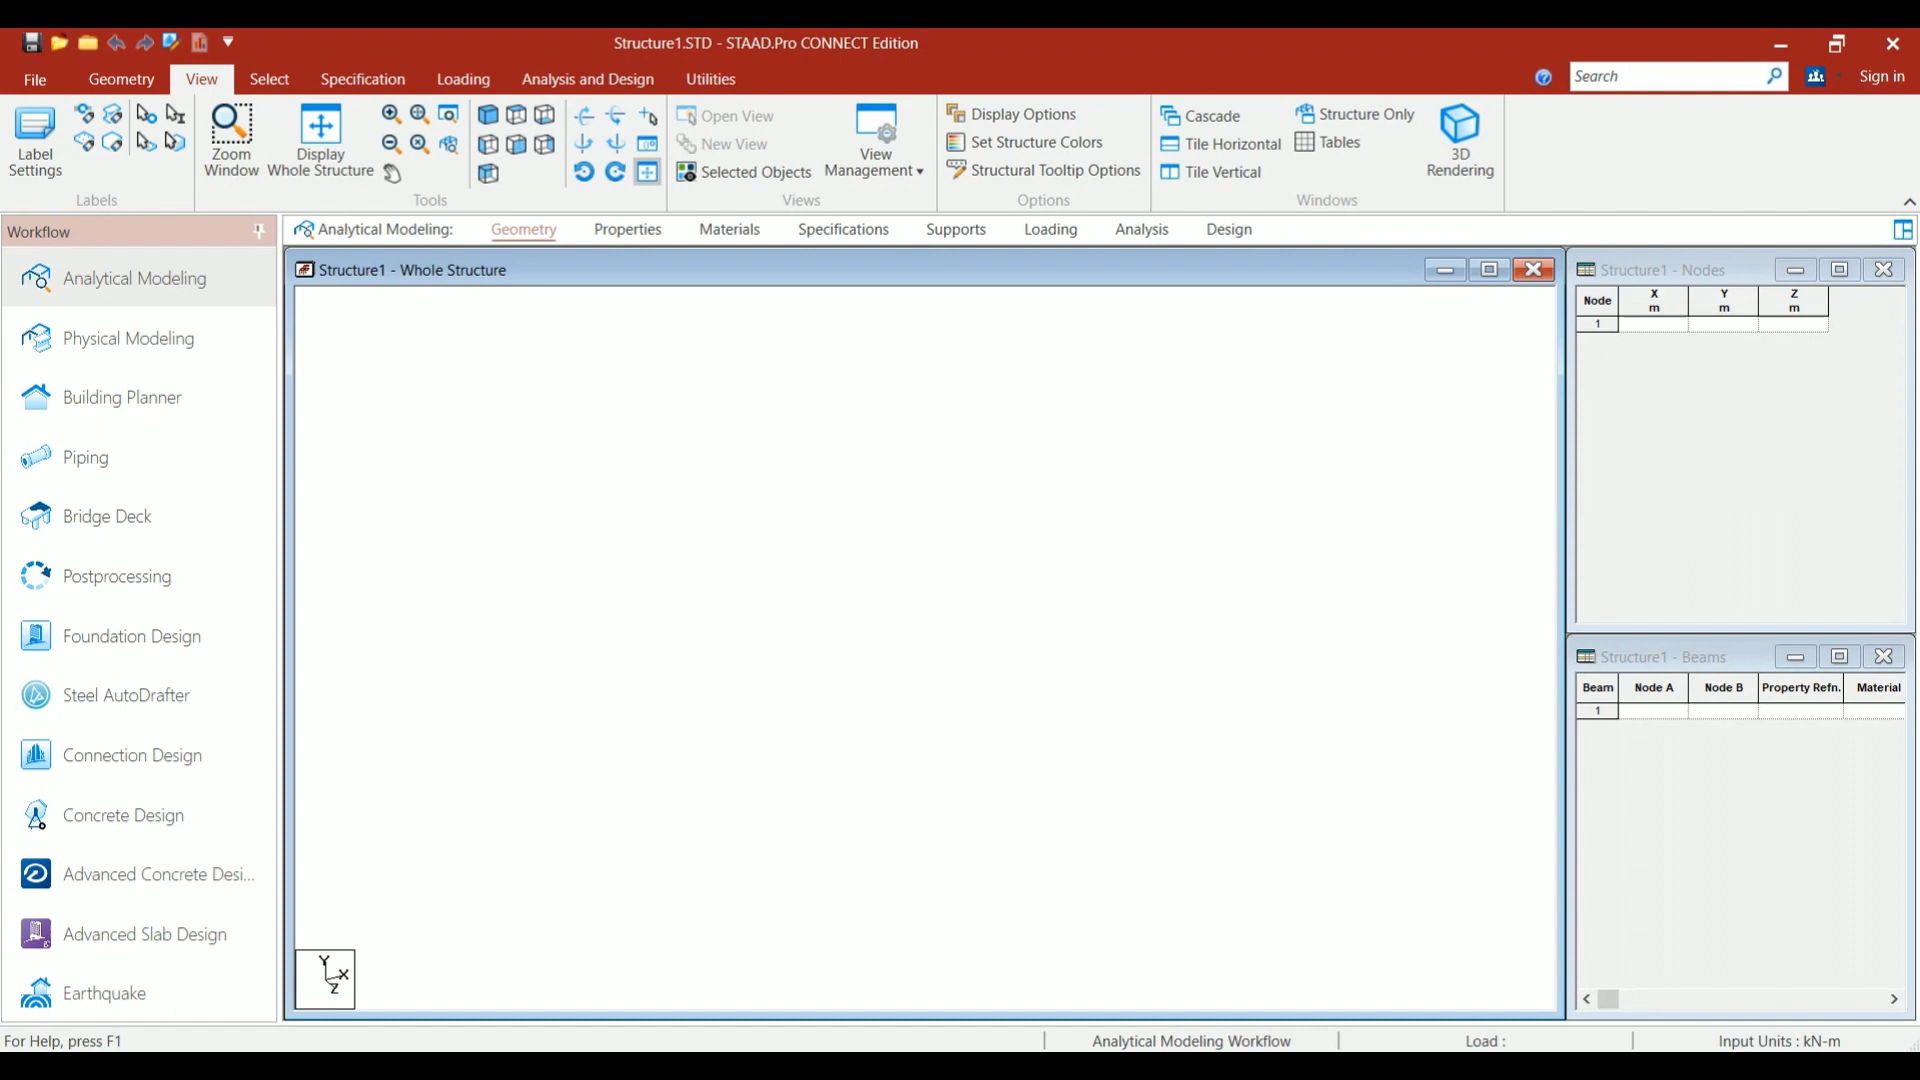 Structure1.STD - STAAD.Pro CONNECT Edition
File Geometry View Select Specification Loading Analysis and Design Utilities Search Sign in
Label Settings
Labels
Zoom Window
Display Whole Structure
Tools
Open View
New View
Selected Objects
View Management
Views
Display Options
Set Structure Colors
Structural Tooltip Options
Options
Cascade
Tile Horizontal
Tile Vertical
Structure Only
Tables
Windows
3D Rendering
Workflow
Analytical Modeling
Physical Modeling
Building Planner
Piping
Bridge Deck
Postprocessing
Foundation Design
Steel AutoDrafter
Connection Design
Concrete Design
Advanced Concrete Desi...
Advanced Slab Design
Earthquake
Analytical Modeling: Geometry Properties Materials Specifications Supports Loading Analysis Design
Structure1 - Whole Structure
Y
X
Z
Structure1 - Nodes
Node X m Y m Z m
1
Structure1 - Beams
Beam Node A Node B Property Refn. Material
1
For Help, press F1 Analytical Modeling Workflow Load : Input Units : kN-m